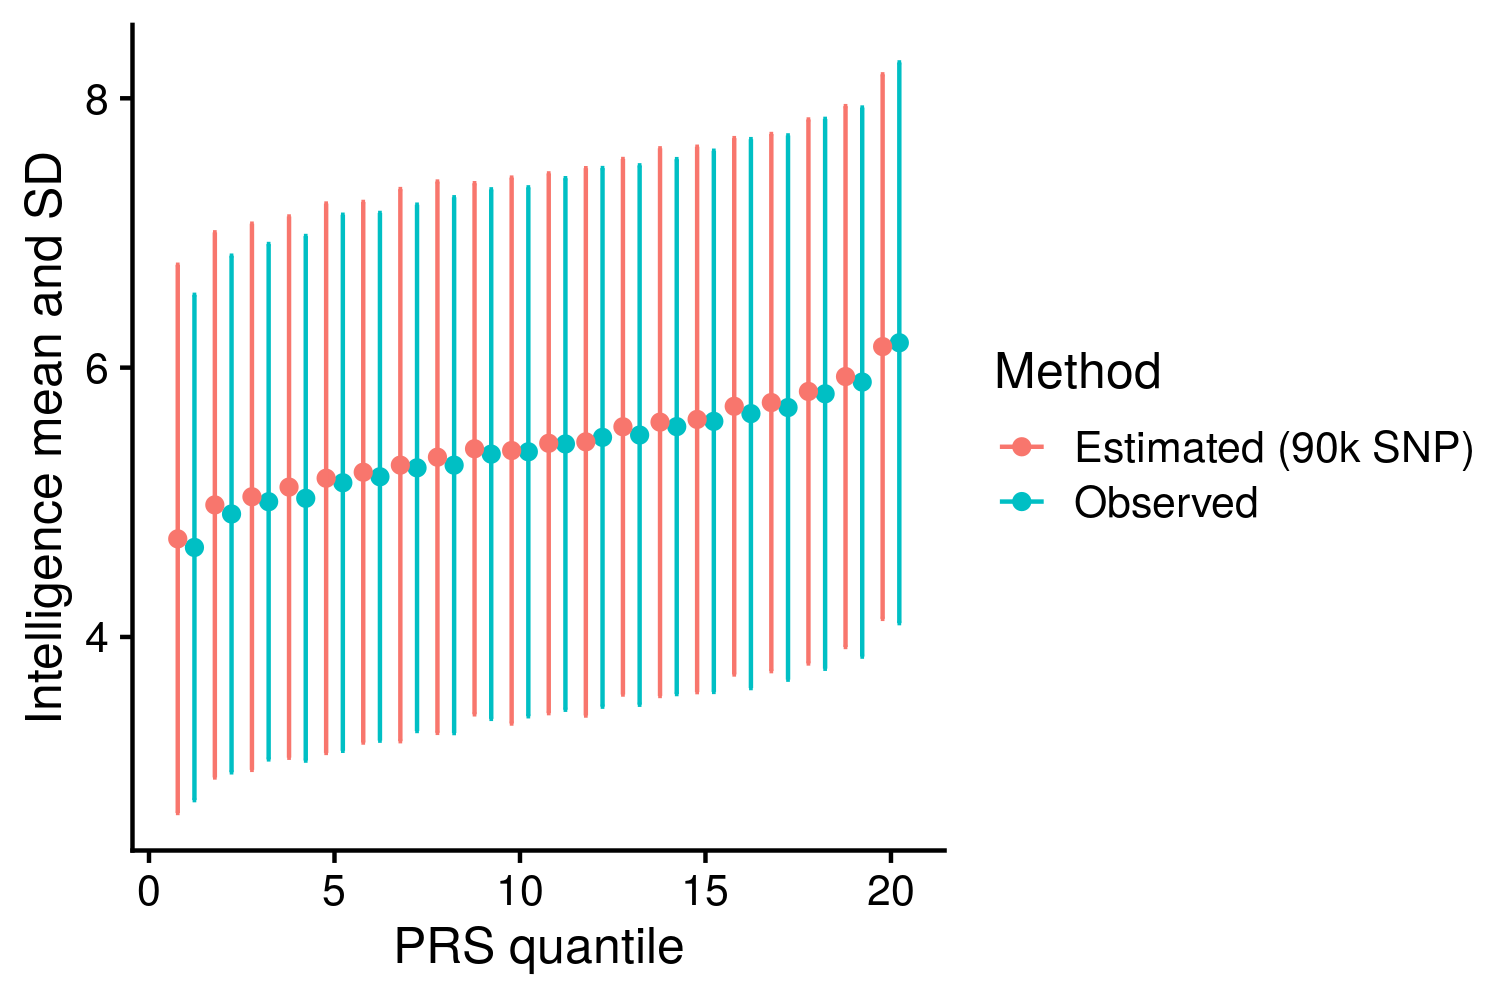 Intelligence mean and SD
8
6
4
0 5 10 15 20
PRS quantile
Method
Estimated (90k SNP)
Observed